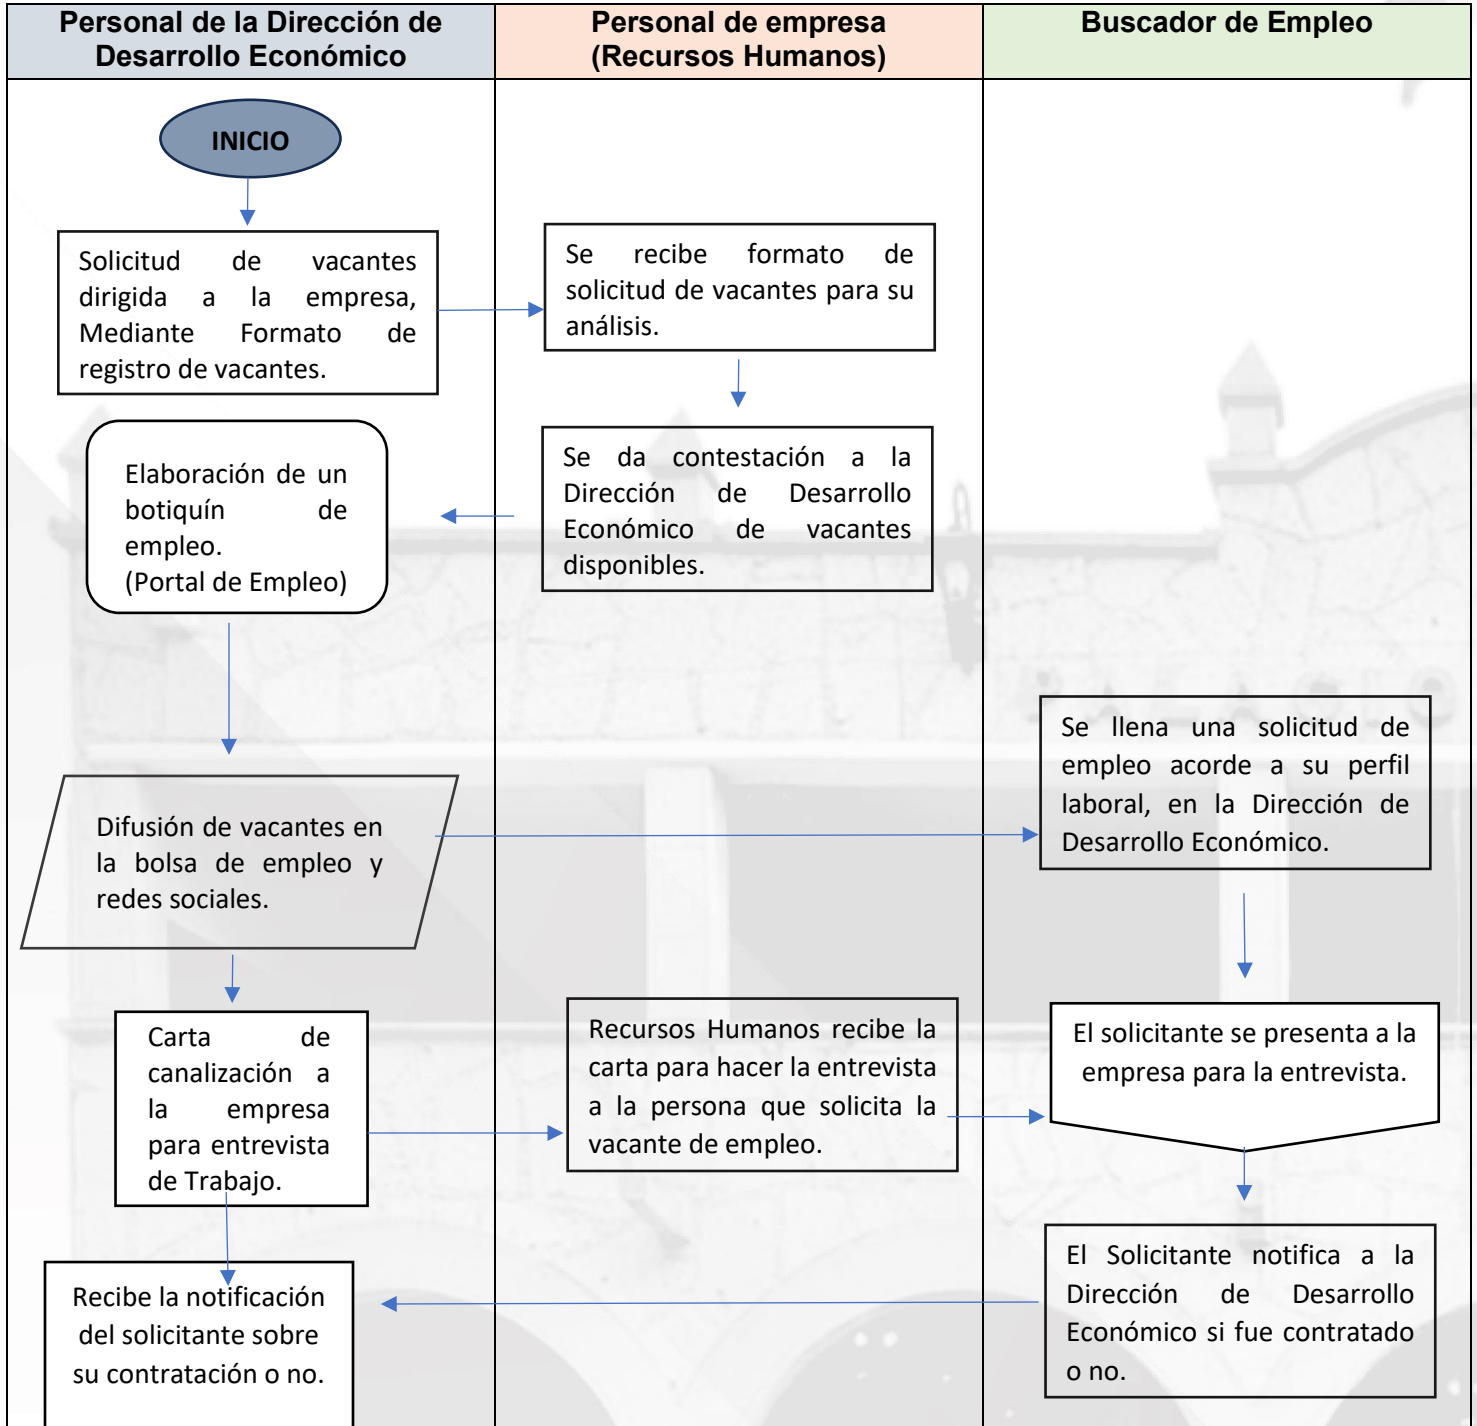 Personal de la Dirección de
Desarrollo Económico
Personal de empresa
(Recursos Humanos)
Buscador de Empleo
INICIO
Solicitud de vacantes
dirigida a la empresa,
Mediante Formato de
registro de vacantes.
Se recibe formato de
solicitud de vacantes para su
análisis.
Elaboración de un
botiquín de
empleo.
(Portal de Empleo)
Se da contestación a la
Dirección de Desarrollo
Económico de vacantes
disponibles.
PALACIO
Se llena una solicitud de
empleo acorde a su perfil
laboral, en la Dirección de
Desarrollo Económico.
Difusión de vacantes en
la bolsa de empleo y
redes sociales.
Carta de
canalización a
la empresa
para entrevista
de Trabajo.
Recursos Humanos recibe la
carta para hacer la entrevista
a la persona que solicita la
vacante de empleo.
El solicitante se presenta a la
empresa para la entrevista.
Recibe la notificación
del solicitante sobre
su contratación o no.
El Solicitante notifica a la
Dirección de Desarrollo
Económico si fue contratado
o no.